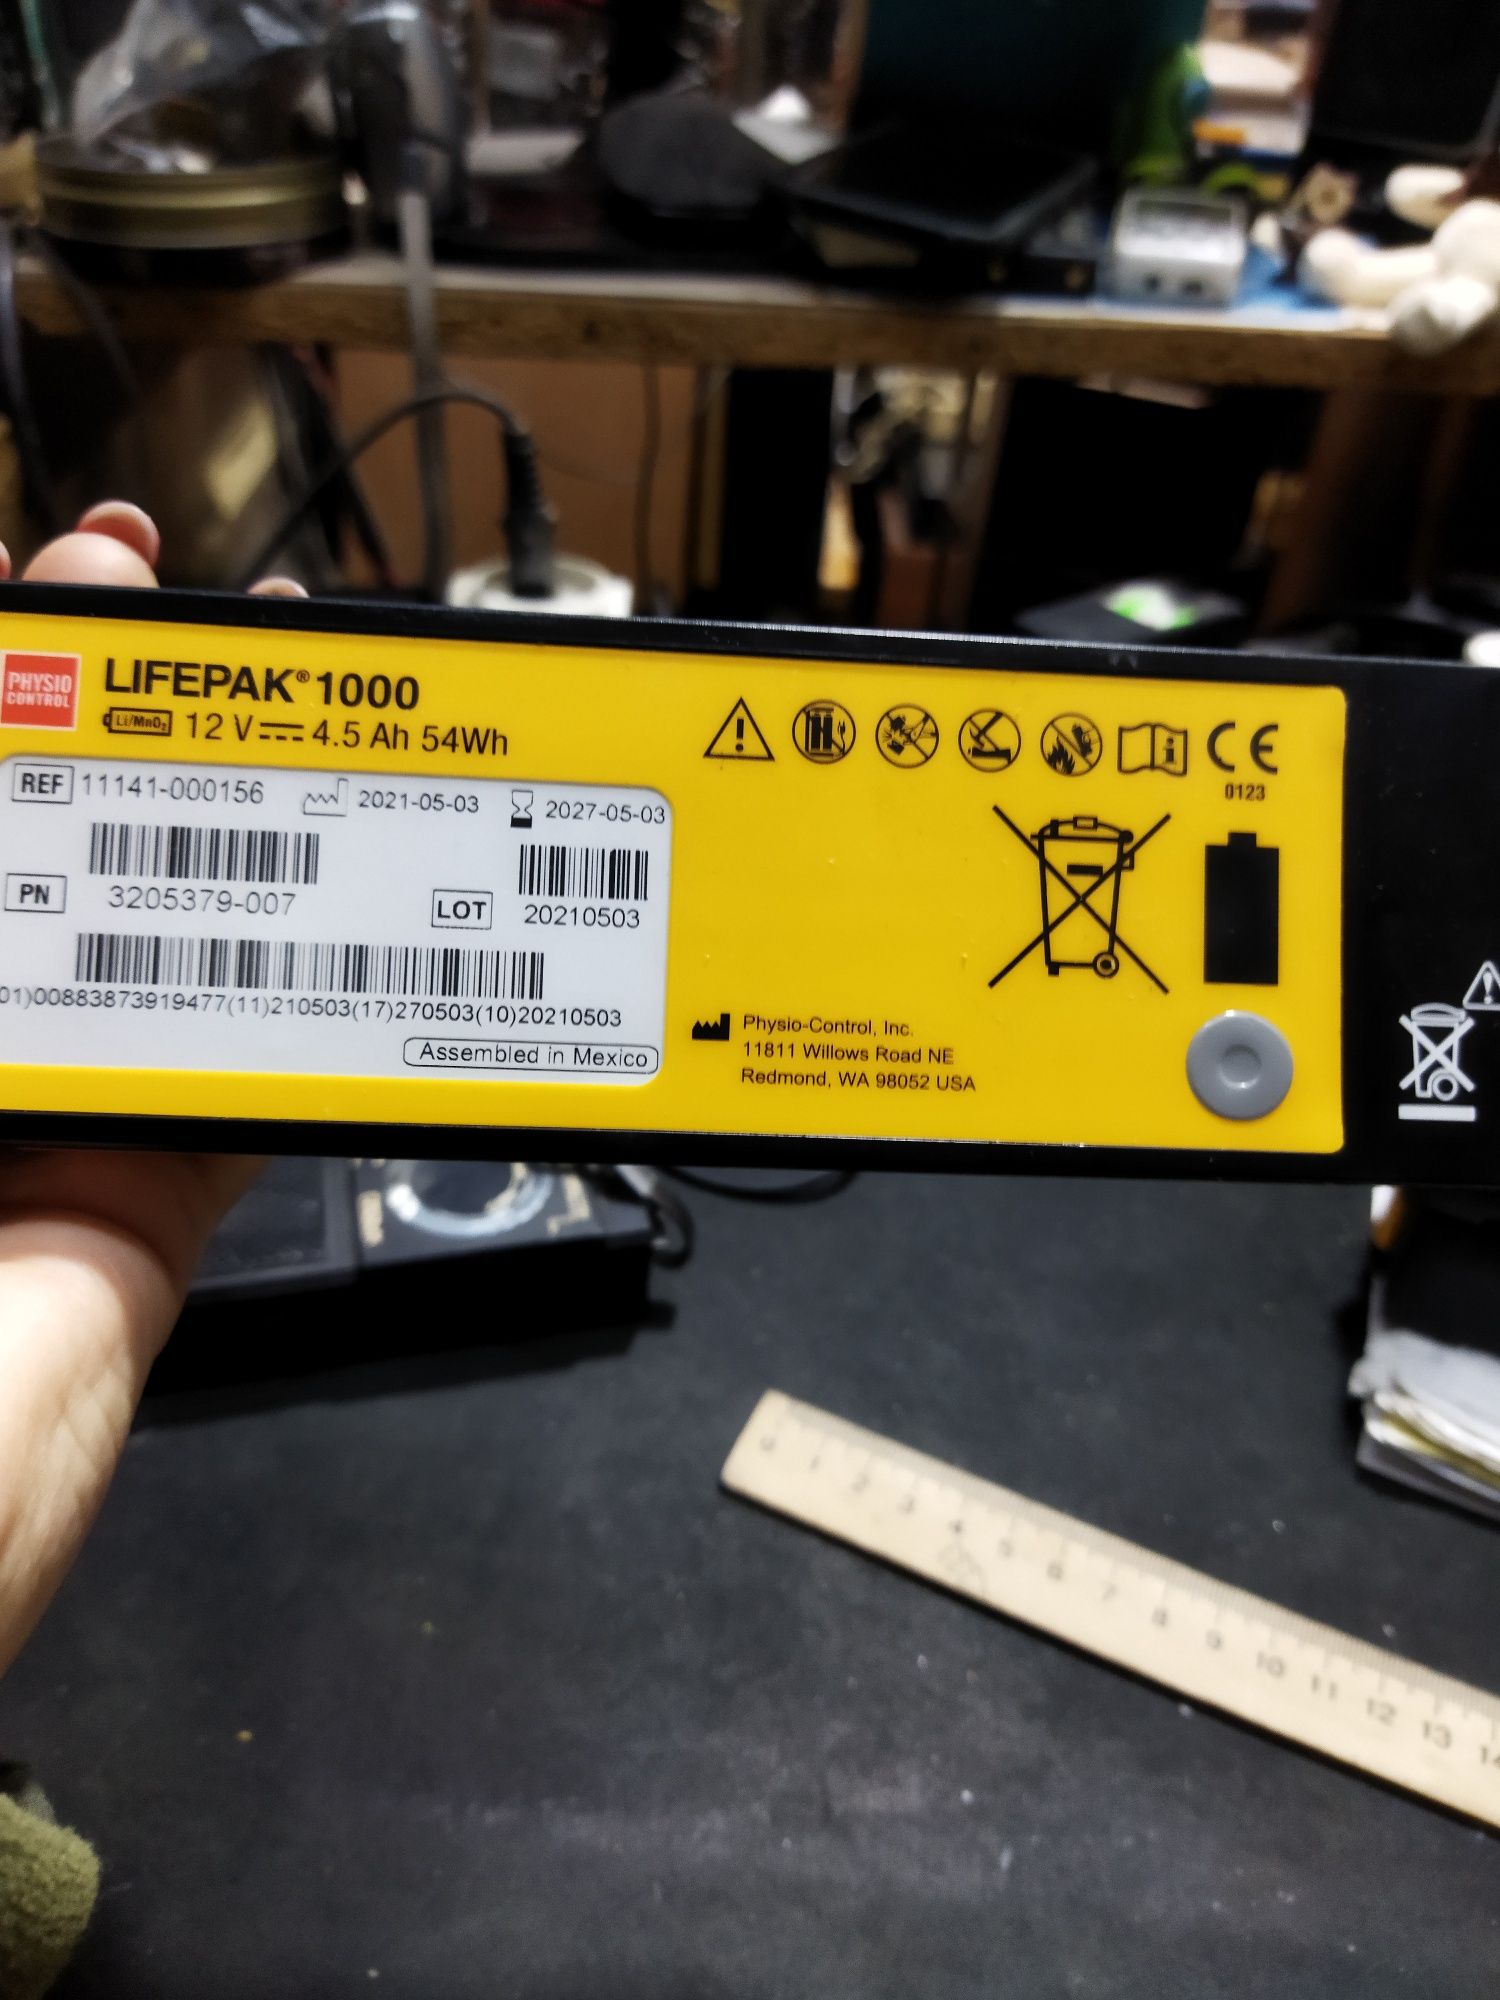 PHYSIO
CONTROL
LIFEPAK® 1000
Li/MnO₂ 12 V 4.5 Ah 54Wh
REF 11141-000156 2021-05-03 2027-05-03
PN 3205379-007 LOT 20210503
01)00883873919477(11)210503(17)270503(10)20210503
Assembled in Mexico
CE
0123
Physio-Control, Inc.
11811 Willows Road NE
Redmond, WA 98052 USA
0 1 2 3 4 5 6 7 8 9 10 11 12 13 14